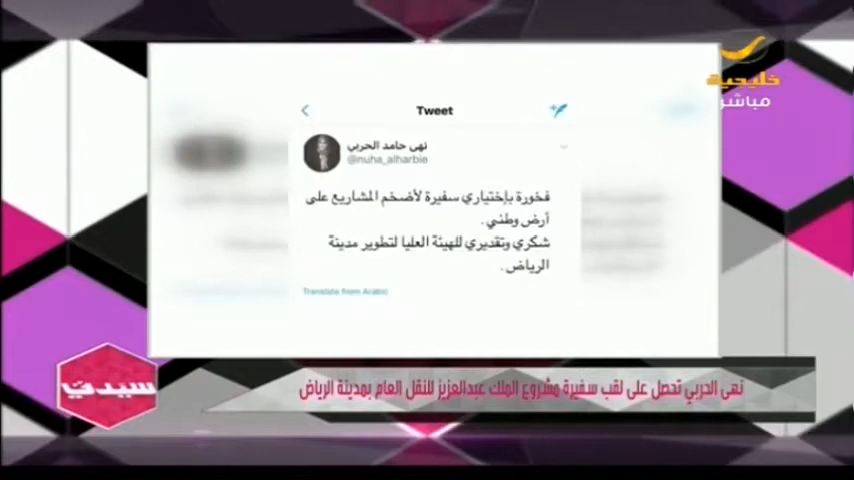 خليجية
مباشر
Tweet
نهى حامد الحربي
@nuha_alharbie
فخورة بإختياري سفيرة لأضخم المشاريع على
أرض وطني.
شكري وتقديري للهيئة العليا لتطوير مدينة
الرياض.
Translate from Arabic
نهى الحربي تحصل على لقب سفيرة مشروع الملك عبدالعزيز للنقل العام بمدينة الرياض
سيدتي